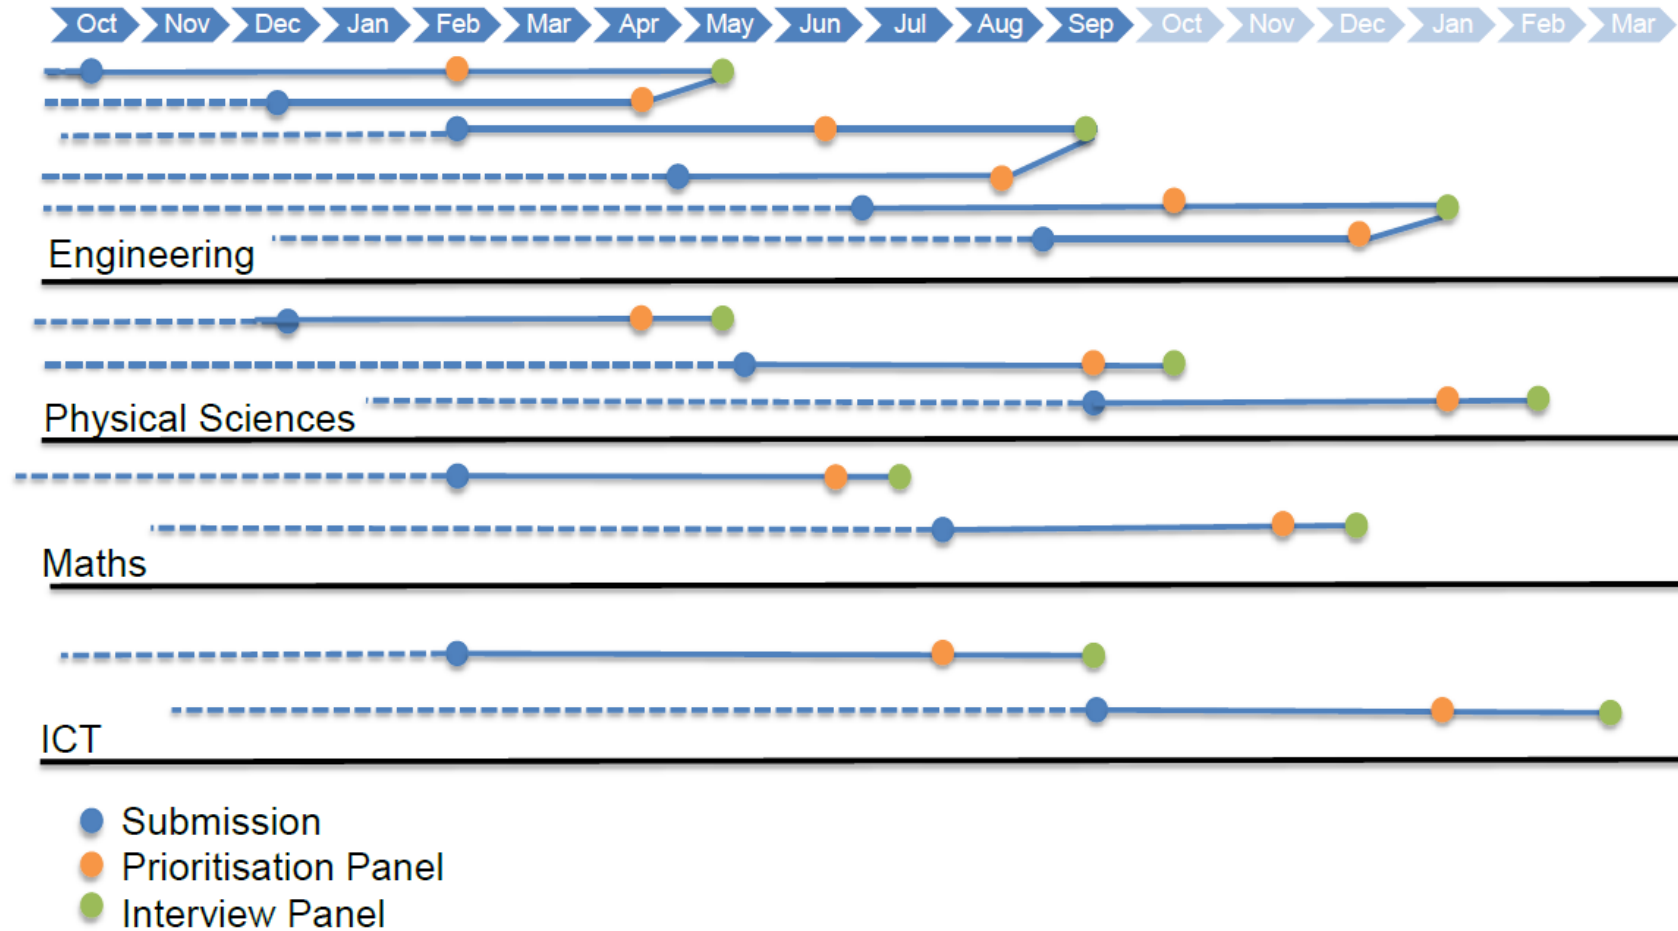 Oct Nov Dec Jan Feb Mar Apr May Jun Jul Aug Sep Oct Nov Dec Jan Feb Mar
Engineering
Physical Sciences
Maths
ICT
Submission
Prioritisation Panel
Interview Panel